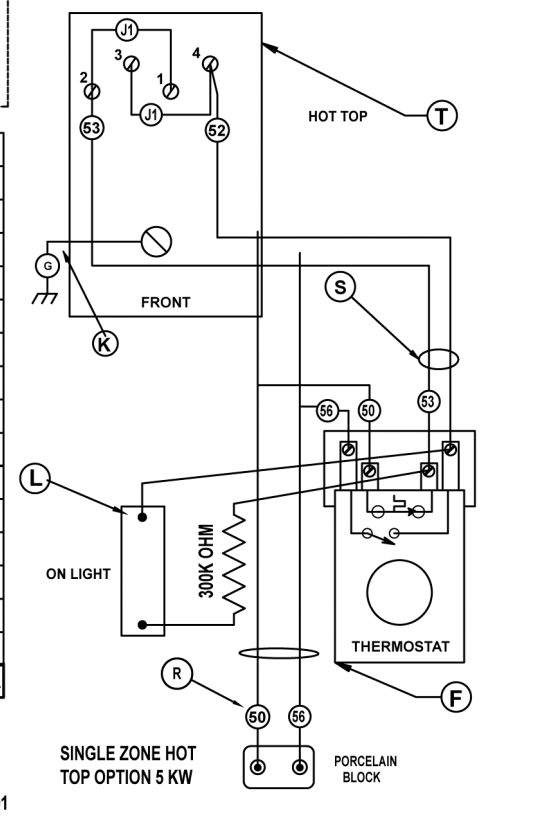 J1
3
4
2
1
J1
53
52
HOT TOP
T
G
FRONT
K
S
53
56
50
L
ON LIGHT
300K OHM
THERMOSTAT
R
F
50
56
SINGLE ZONE HOT
TOP OPTION 5 KW
PORCELAIN
BLOCK